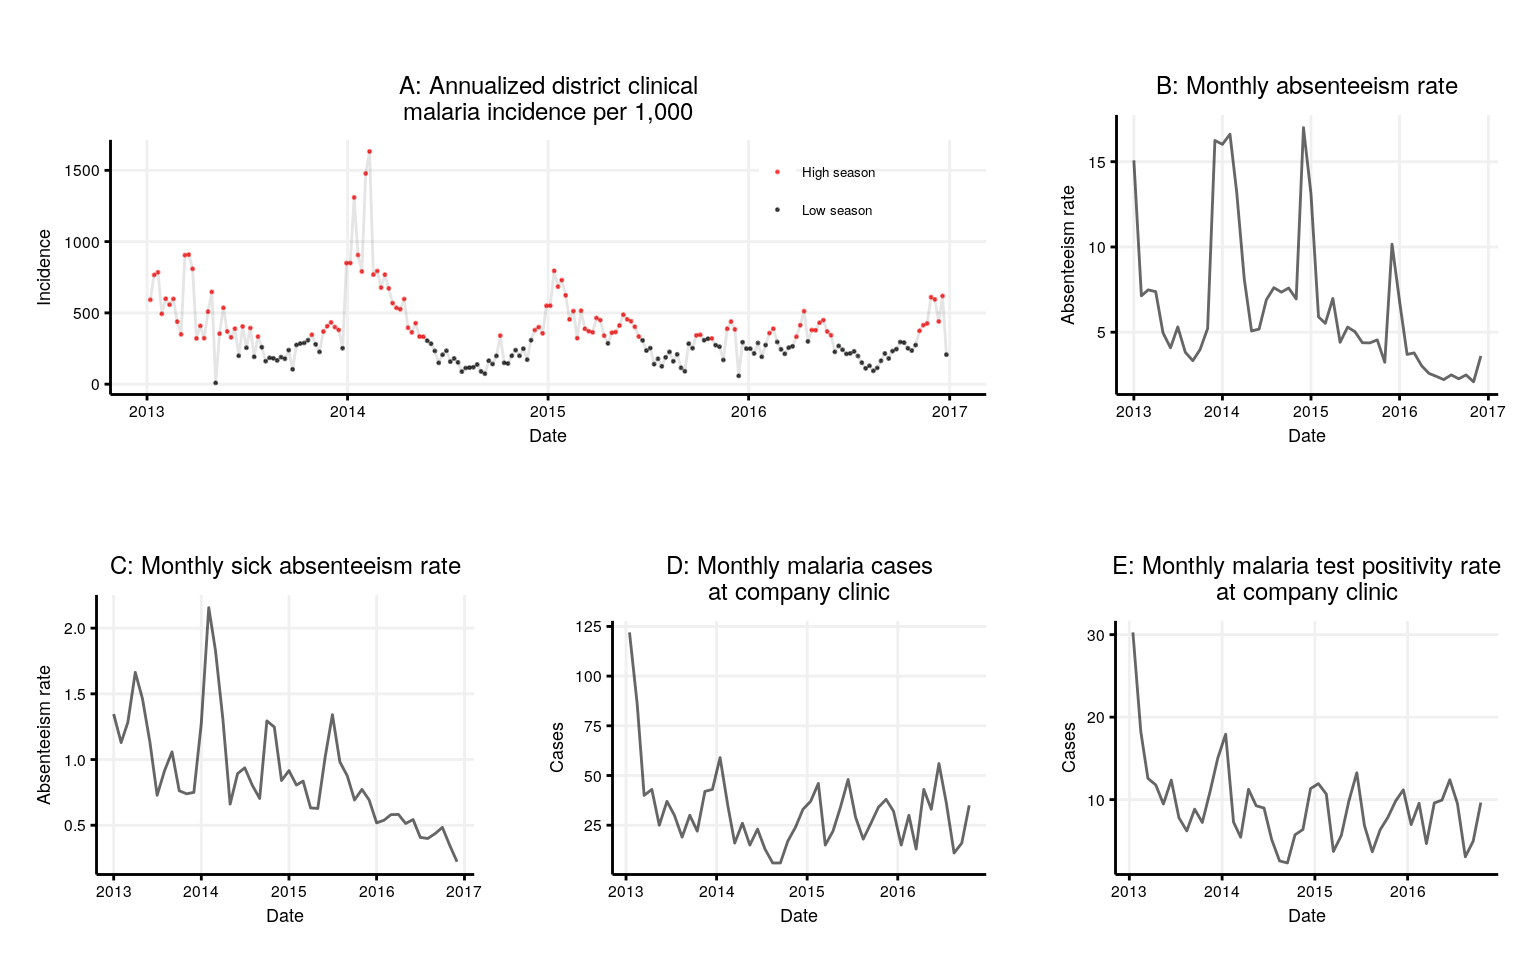 A: Annualized district clinical
malaria incidence per 1,000
Incidence
1500
1000
500
0
High season
Low season
2013 2014 2015 2016 2017
Date
B: Monthly absenteeism rate
Absenteeism rate
15
10
5
2013 2014 2015 2016 2017
Date
C: Monthly sick absenteeism rate
Absenteeism rate
2.0
1.5
1.0
0.5
2013 2014 2015 2016 2017
Date
D: Monthly malaria cases
at company clinic
Cases
125
100
75
50
25
2013 2014 2015 2016
Date
E: Monthly malaria test positivity rate
at company clinic
Cases
30
20
10
2013 2014 2015 2016
Date